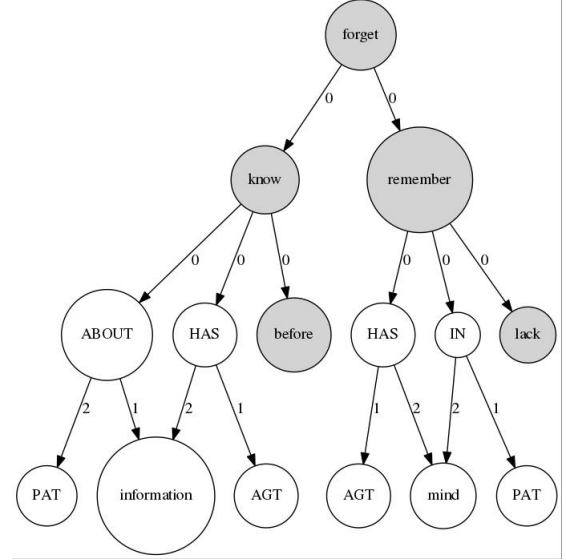 forget
0 0
know remember
0 0 0 0 0 0
ABOUT HAS before HAS IN lack
2 1 2 1 1 2 2 1
PAT information AGT AGT mind PAT